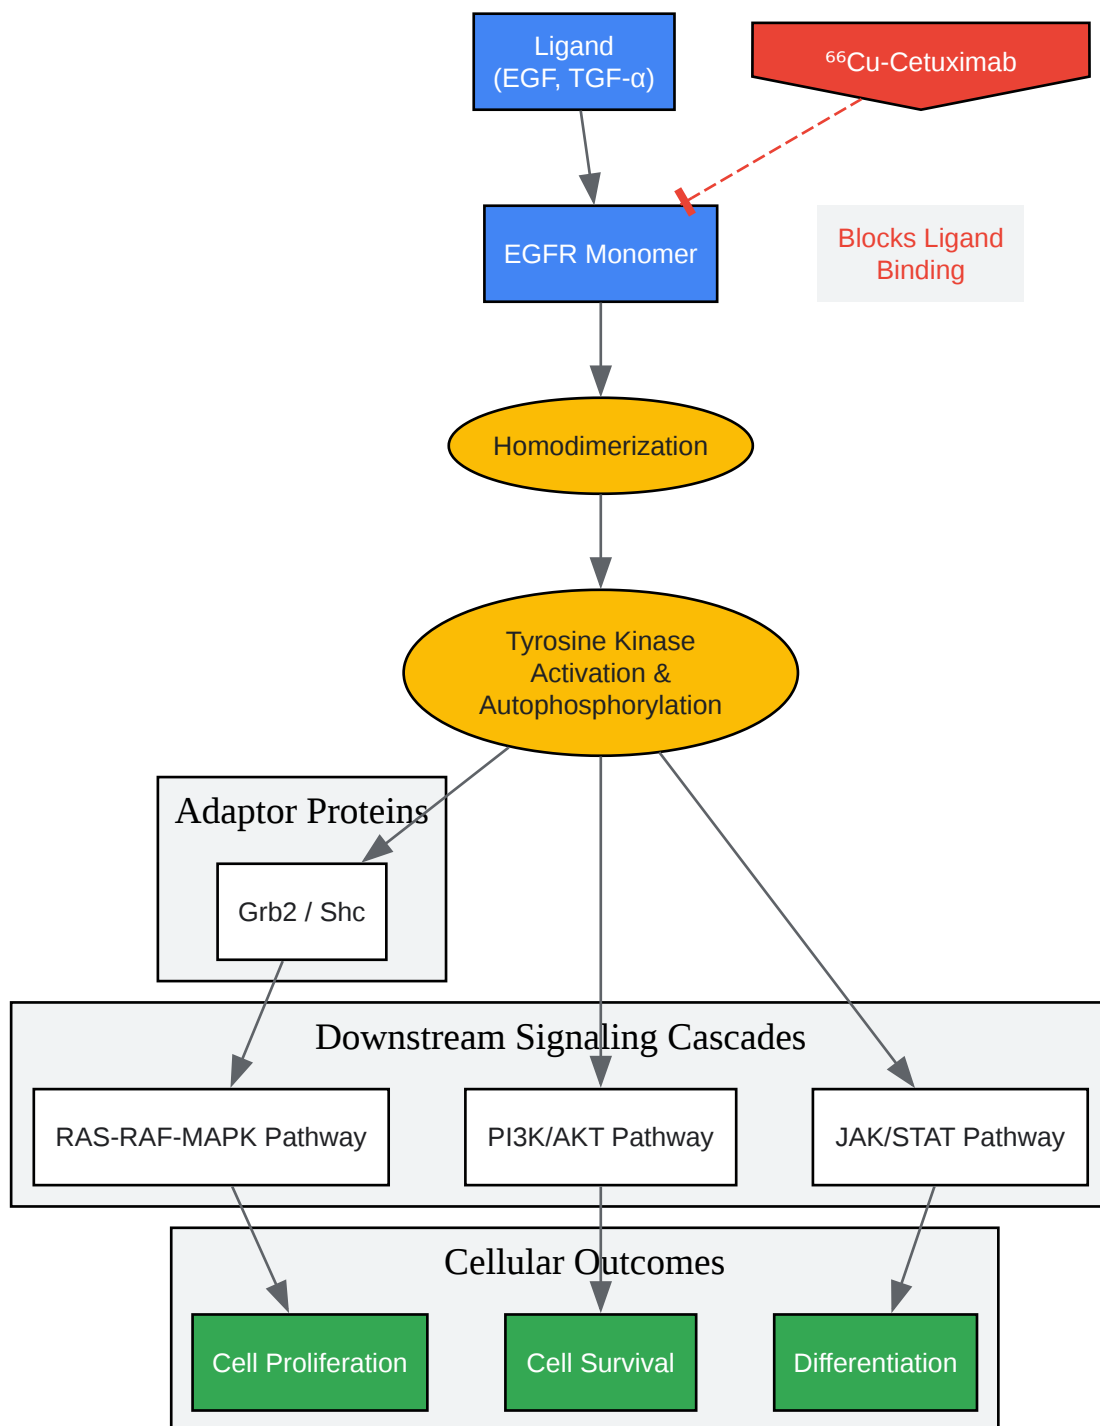 Ligand
(EGF, TGF-α)
⁶⁶Cu-Cetuximab
EGFR Monomer
Blocks Ligand
Binding
Homodimerization
Tyrosine Kinase
Activation &
Autophosphorylation
Adaptor Proteins
Grb2 / Shc
Downstream Signaling Cascades
RAS-RAF-MAPK Pathway
PI3K/AKT Pathway
JAK/STAT Pathway
Cellular Outcomes
Cell Proliferation
Cell Survival
Differentiation